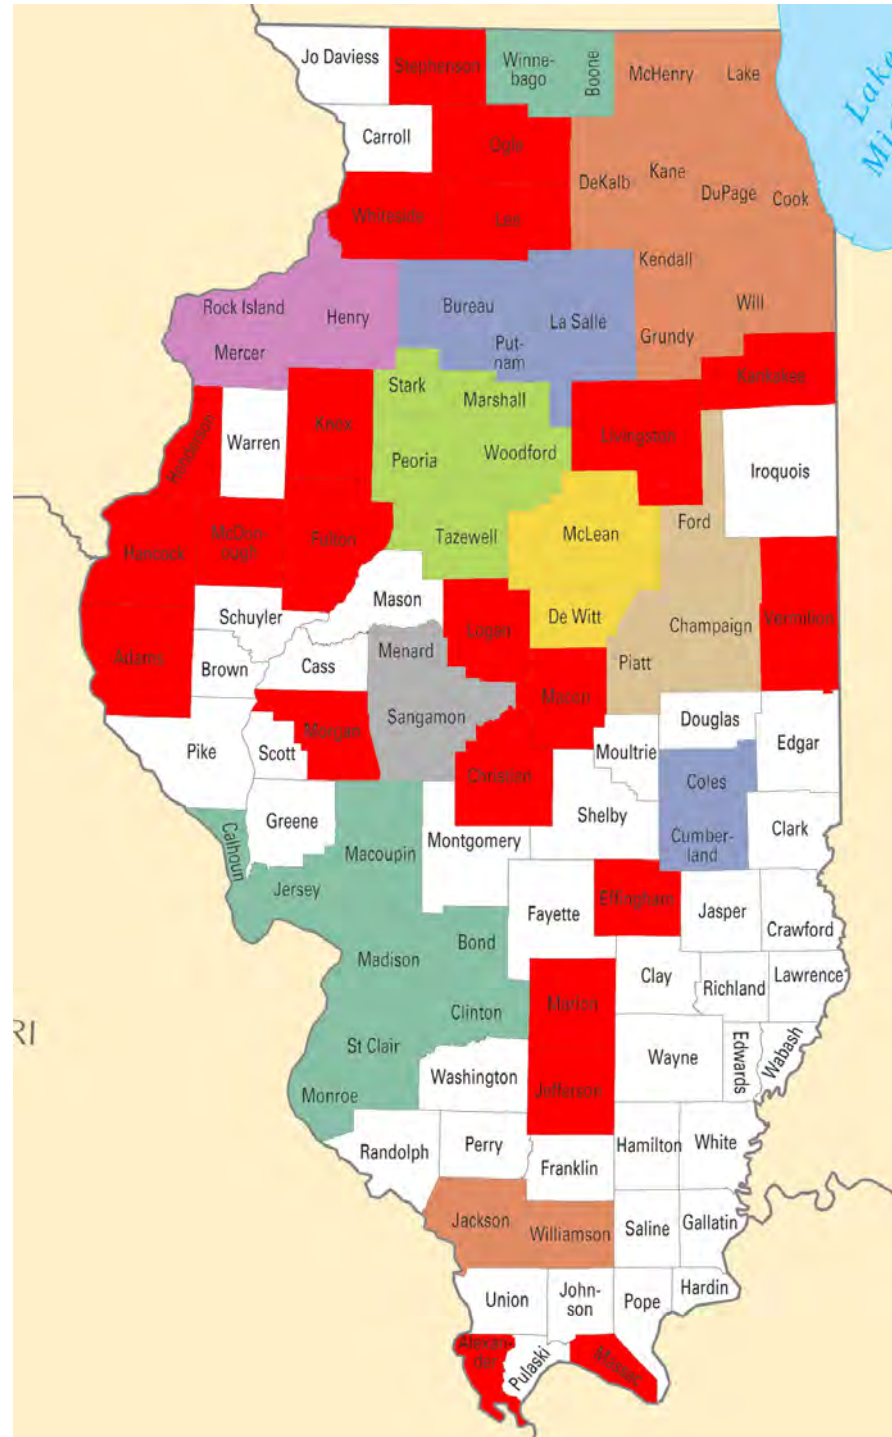 Jo Daviess
Stephenson
Winne-
bago
Boone
McHenry
Lake
Lake
Mi
Carroll
Ogle
DeKalb
Kane
DuPage
Cook
Whiteside
Lee
Kendall
Rock Island
Henry
Bureau
La Salle
Will
Mercer
Put-
nam
Grundy
Stark
Marshall
Kankakee
Henderson
Warren
Knox
Peoria
Woodford
Livingston
Iroquois
Hancock
McDon-
ough
Fulton
Tazewell
McLean
Ford
Schuyler
Mason
Logan
De Witt
Champaign
Vermilion
Adams
Brown
Cass
Menard
Piatt
Macon
Pike
Scott
Morgan
Sangamon
Christian
Moultrie
Douglas
Edgar
Coles
Calhoun
Greene
Macoupin
Montgomery
Shelby
Cumber-
land
Clark
Jersey
Effingham
Fayette
Jasper
Crawford
Madison
Bond
Clay
Richland
Lawrence
Marion
Clinton
RI
St Clair
Washington
Wayne
Edwards
Wabash
Jefferson
Monroe
Randolph
Perry
Hamilton
White
Franklin
Jackson
Williamson
Saline
Gallatin
Union
John-
son
Pope
Hardin
Alexan-
der
Pulaski
Massac